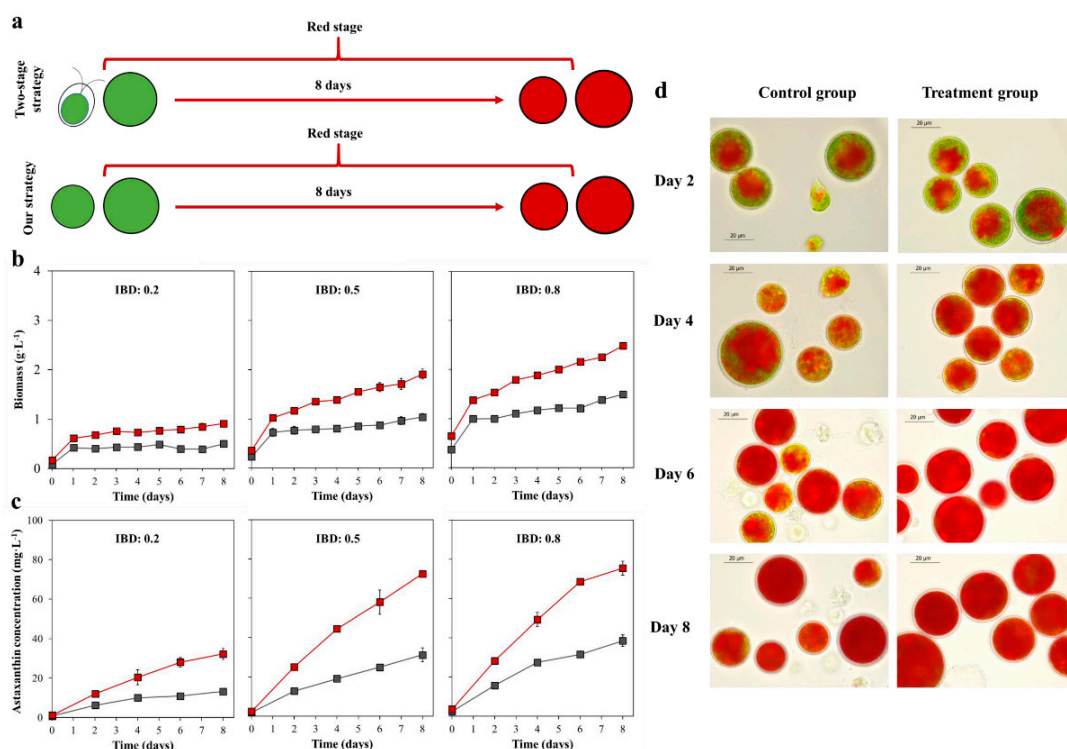 a
Red stage
Two-stage
strategy
8 days
Red stage
Our strategy
8 days
b
IBD: 0.2
IBD: 0.5
IBD: 0.8
Biomass (g·L⁻¹)
4
3
2
1
0
0 1 2 3 4 5 6 7 8
0 1 2 3 4 5 6 7 8
0 1 2 3 4 5 6 7 8
Time (days)
Time (days)
Time (days)
c
IBD: 0.2
IBD: 0.5
IBD: 0.8
Astaxanthin concentration (mg·L⁻¹)
100
80
60
40
20
0
0 1 2 3 4 5 6 7 8
0 1 2 3 4 5 6 7 8
0 1 2 3 4 5 6 7 8
Time (days)
Time (days)
Time (days)
d
Control group
Treatment group
Day 2
20 μm
20 μm
Day 4
20 μm
20 μm
Day 6
20 μm
20 μm
Day 8
20 μm
20 μm